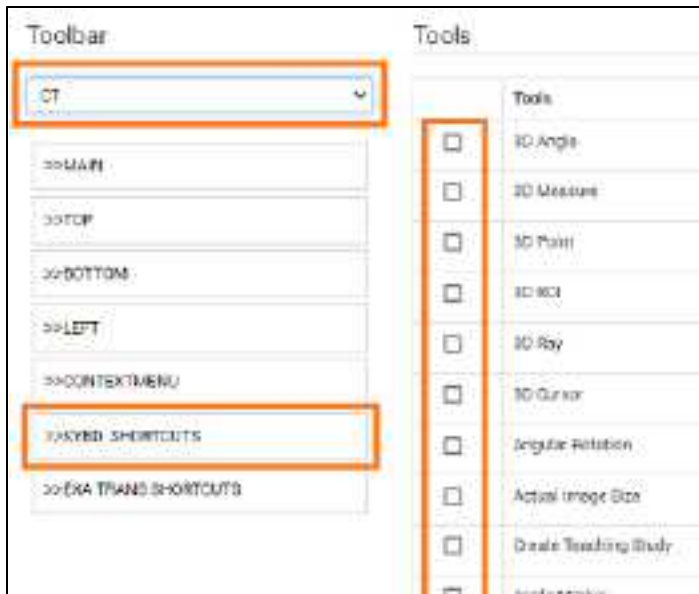 Toolbar
CT
>>MAIN
>>TOP
>>BOTTOM
>>LEFT
>>CONTEXTMENU
>>KYBD. SHORTCUTS
>>EXA TRANS SHORTCUTS
Tools
Tools
3D Angle
3D Measure
3D Point
3D ROI
3D Ray
3D Cursor
Angular Rotation
Actual Image Size
Create Teaching Study